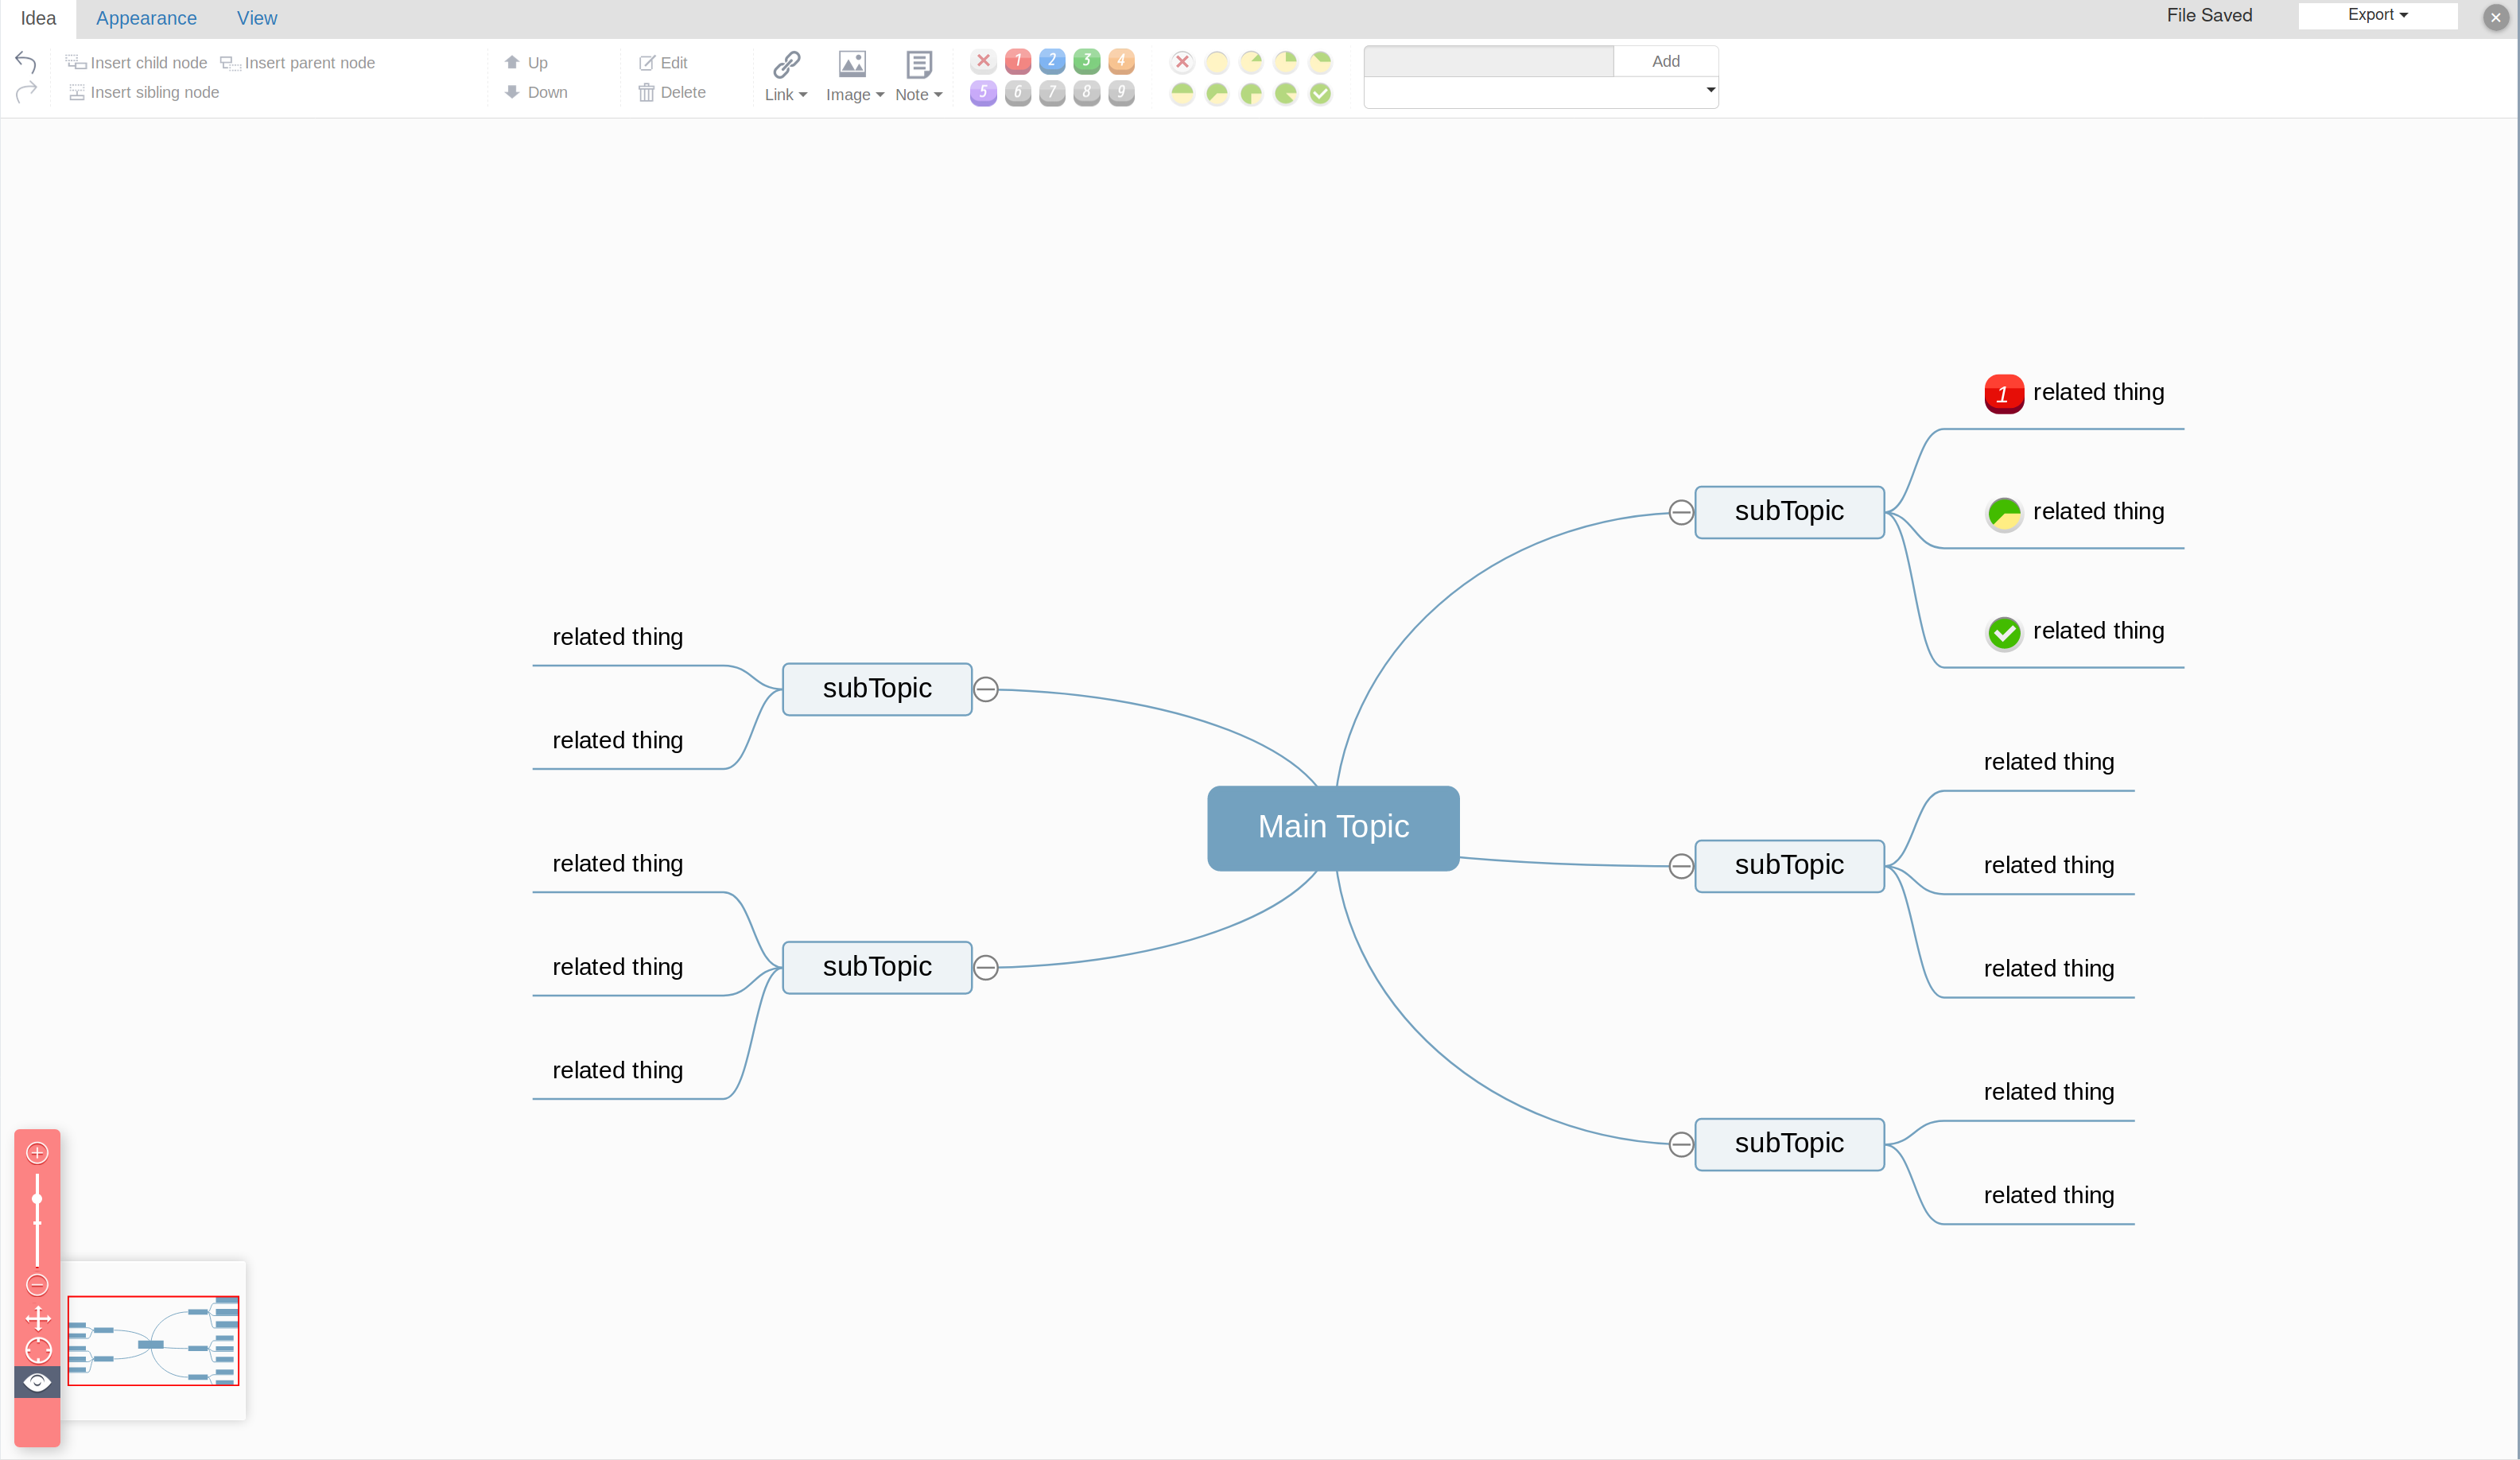 Idea Appearance View File Saved Export
Insert child node Insert parent node Up Edit Add
Insert sibling node Down Delete Link Image Note
1 2 3 4
5 6 7 8 9
1 related thing
subTopic related thing
related thing
related thing
subTopic
related thing
related thing
Main Topic
related thing
subTopic related thing
related thing
related thing
subTopic
related thing
related thing
related thing
subTopic
related thing